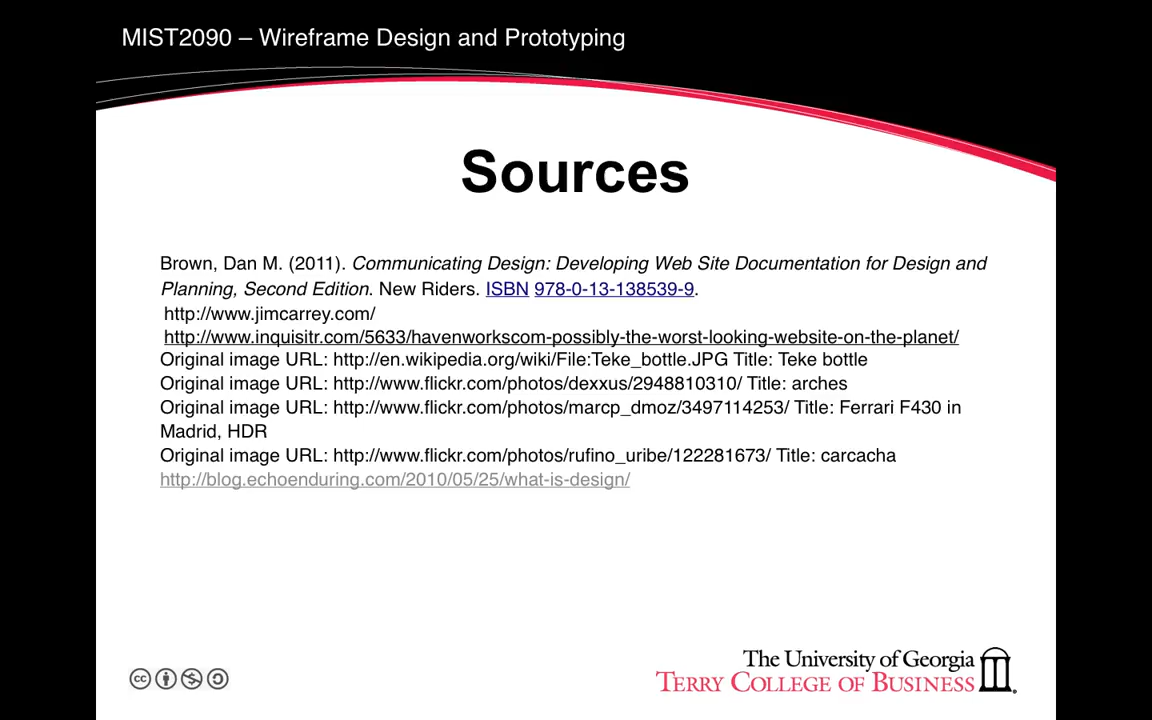 MIST2090 – Wireframe Design and Prototyping
Sources
Brown, Dan M. (2011). Communicating Design: Developing Web Site Documentation for Design and
Planning, Second Edition. New Riders. ISBN 978-0-13-138539-9.
http://www.jimcarrey.com/
http://www.inquisitr.com/5633/havenworkscom-possibly-the-worst-looking-website-on-the-planet/
Original image URL: http://en.wikipedia.org/wiki/File:Teke_bottle.JPG Title: Teke bottle
Original image URL: http://www.flickr.com/photos/dexxus/2948810310/ Title: arches
Original image URL: http://www.flickr.com/photos/marcp_dmoz/3497114253/ Title: Ferrari F430 in
Madrid, HDR
Original image URL: http://www.flickr.com/photos/rufino_uribe/122281673/ Title: carcacha
http://blog.echoenduring.com/2010/05/25/what-is-design/
cc
The University of Georgia
TERRY COLLEGE OF BUSINESS